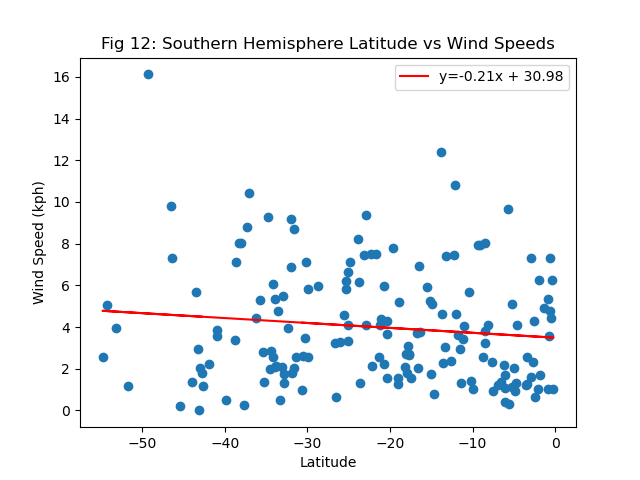 Fig 12: Southern Hemisphere Latitude vs Wind Speeds
y=-0.21x + 30.98
16
14
12
10
8
6
4
2
0
Wind Speed (kph)
−50 −40 −30 −20 −10 0
Latitude